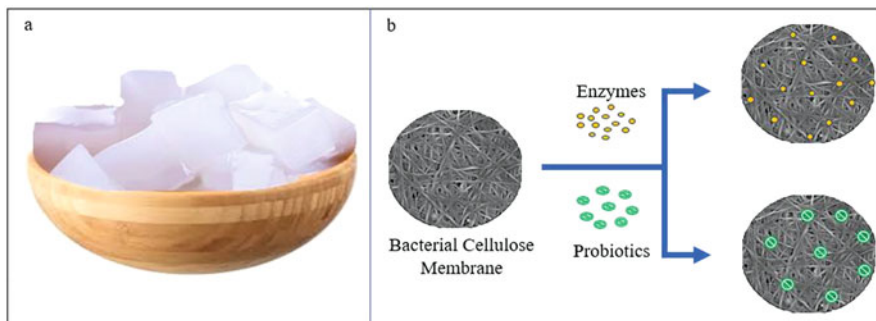 a
b
Enzymes
Bacterial Cellulose
Membrane
Probiotics